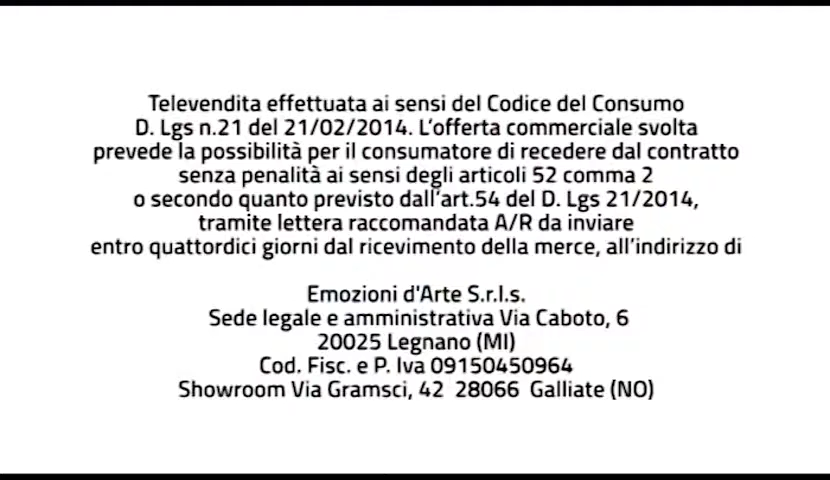 Televendita effettuata ai sensi del Codice del Consumo
D. Lgs n.21 del 21/02/2014. L'offerta commerciale svolta
prevede la possibilità per il consumatore di recedere dal contratto
senza penalità ai sensi degli articoli 52 comma 2
o secondo quanto previsto dall'art.54 del D. Lgs 21/2014,
tramite lettera raccomandata A/R da inviare
entro quattordici giorni dal ricevimento della merce, all'indirizzo di
Emozioni d'Arte S.r.l.s.
Sede legale e amministrativa Via Caboto, 6
20025 Legnano (MI)
Cod. Fisc. e P. Iva 09150450964
Showroom Via Gramsci, 42 28066 Galliate (NO)